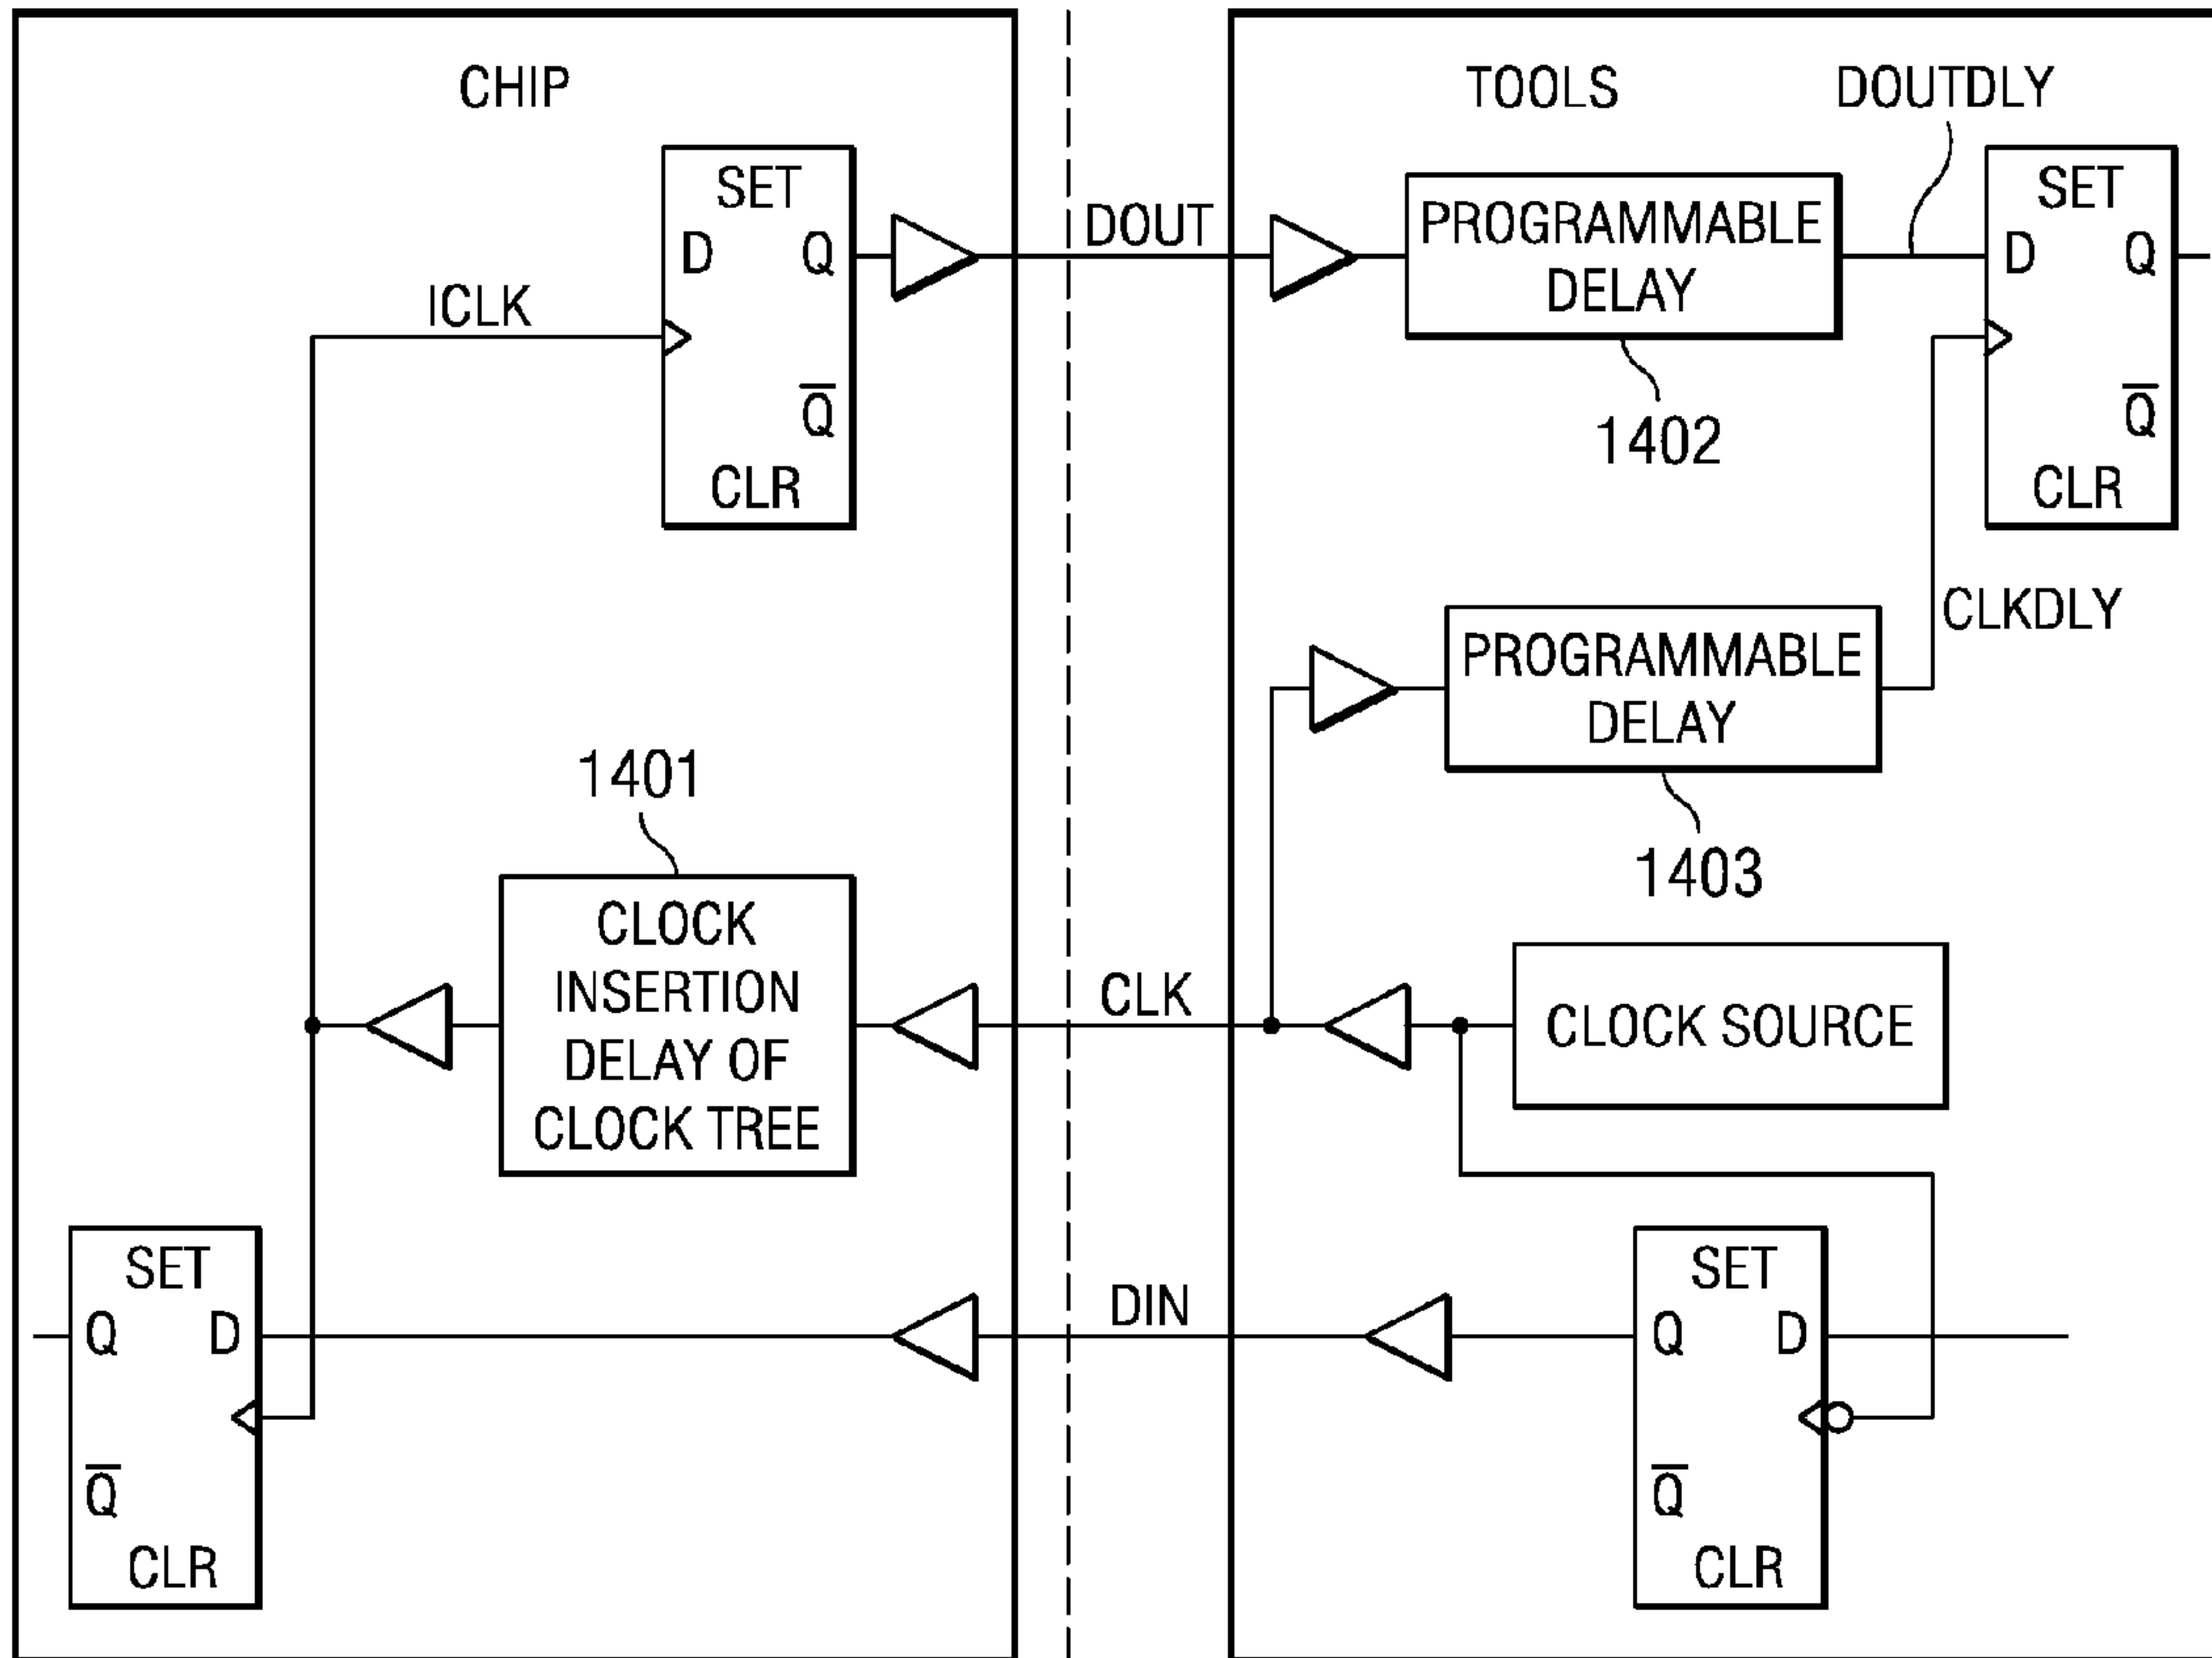 CHIP
SET
D Q
ICLK
Q̅
CLR
1401
CLOCK
INSERTION
DELAY OF
CLOCK TREE
SET
Q D
Q̅
CLR
DOUT
CLK
DIN
TOOLS
DOUTDLY
PROGRAMMABLE
DELAY
1402
SET
D Q
Q̅
CLR
CLKDLY
PROGRAMMABLE
DELAY
1403
CLOCK SOURCE
SET
Q D
Q̅
CLR